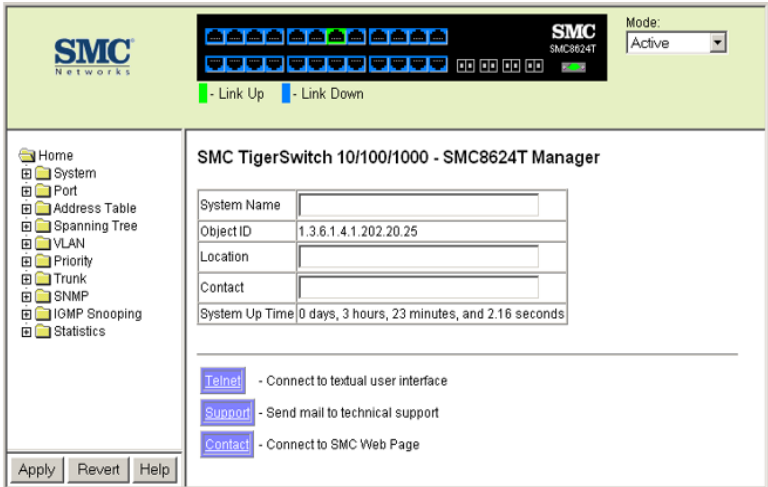 SMC
Networks
SMC
SMC8624T
Mode:
Active
- Link Up - Link Down
Home
System
Port
Address Table
Spanning Tree
VLAN
Priority
Trunk
SNMP
IGMP Snooping
Statistics
Apply Revert Help
SMC TigerSwitch 10/100/1000 - SMC8624T Manager
System Name
Object ID 1.3.6.1.4.1.202.20.25
Location
Contact
System Up Time 0 days, 3 hours, 23 minutes, and 2.16 seconds
Telnet - Connect to textual user interface
Support - Send mail to technical support
Contact - Connect to SMC Web Page